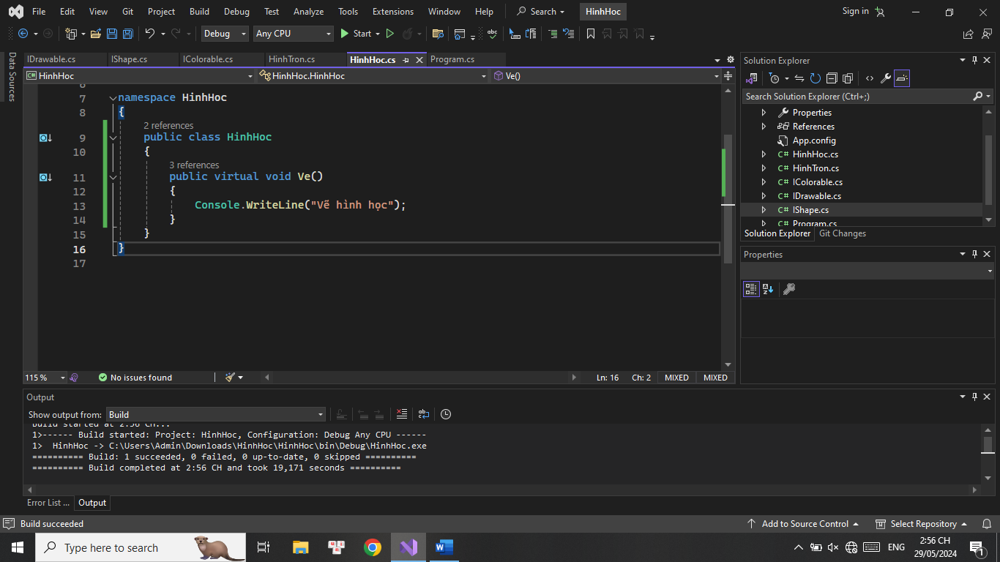 File Edit View Git Project Build Debug Test Analyze Tools Extensions Window Help Search HinhHoc Sign in
Debug Any CPU Start
Data Sources
IDrawable.cs IShape.cs IColorable.cs HinhTron.cs HinhHoc.cs Program.cs
C# HinhHoc HinhHoc.HinhHoc Ve()
6
7 namespace HinhHoc
8 {
2 references
9 public class HinhHoc
10 {
3 references
11 public virtual void Ve()
12 {
13 Console.WriteLine("Vẽ hình học");
14 }
15 }
16 }
17
115 % No issues found Ln: 16 Ch: 2 MIXED MIXED
Solution Explorer
Search Solution Explorer (Ctrl+;)
Properties
References
App.config
C# HinhHoc.cs
C# HinhTron.cs
C# IColorable.cs
C# IDrawable.cs
C# IShape.cs
C# Program.cs
Solution Explorer Git Changes
Properties
Output
Show output from: Build
Build started at 2:56 CH...
1>------ Build started: Project: HinhHoc, Configuration: Debug Any CPU ------
1> HinhHoc -> C:\Users\Admin\Downloads\HinhHoc\HinhHoc\bin\Debug\HinhHoc.exe
========== Build: 1 succeeded, 0 failed, 0 up-to-date, 0 skipped ==========
========== Build completed at 2:56 CH and took 19,171 seconds ==========
Error List ... Output
Build succeeded Add to Source Control Select Repository
Type here to search ENG 2:56 CH
29/05/2024 1